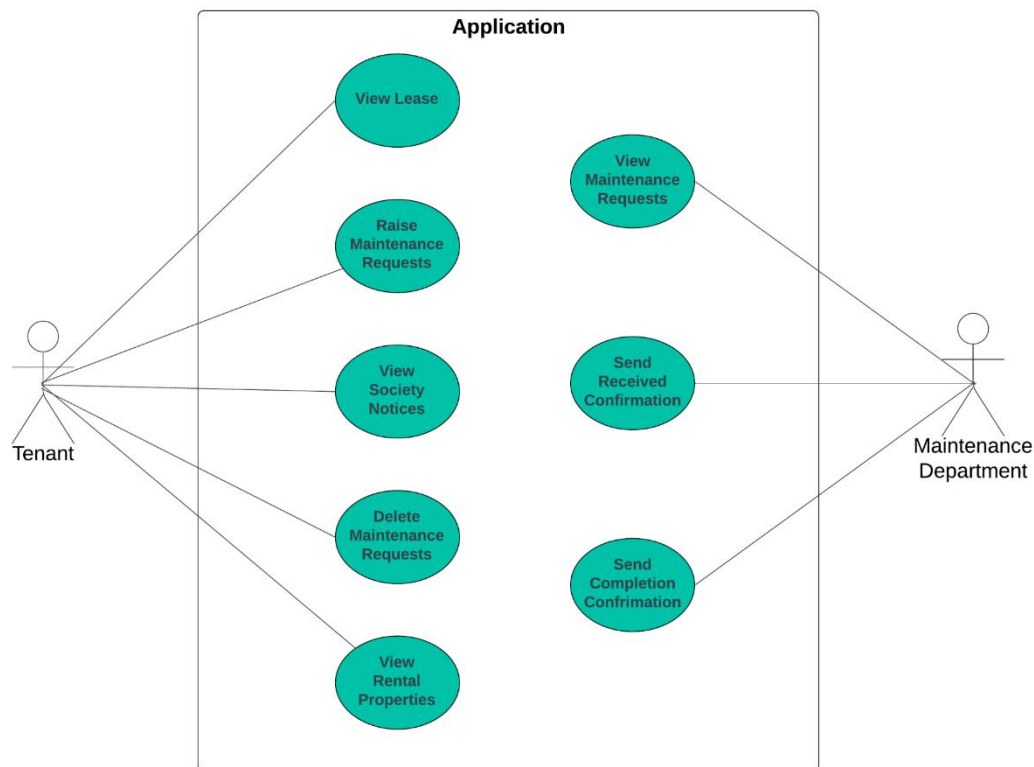 Application
View Lease
View
Maintenance
Requests
Raise
Maintenance
Requests
Tenant
View
Society
Notices
Send
Received
Confirmation
Maintenance
Department
Delete
Maintenance
Requests
Send
Completion
Confrimation
View
Rental
Properties